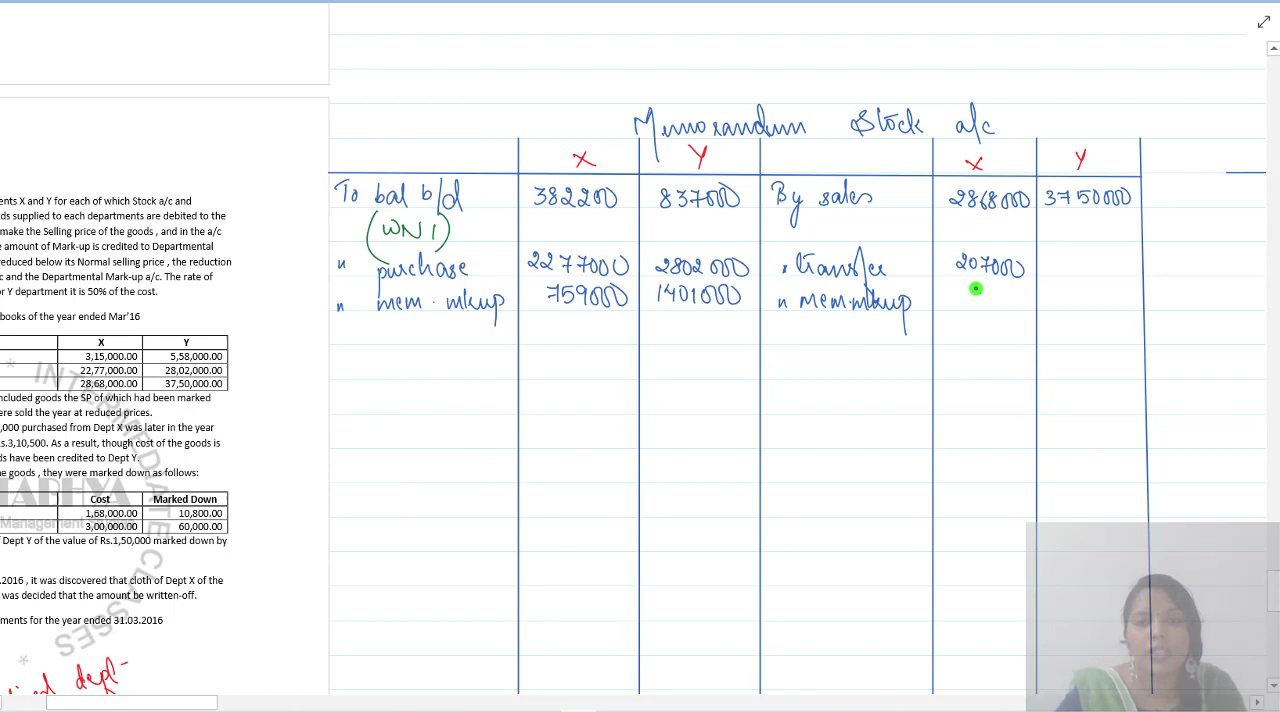 ents X and Y for each of which Stock a/c and
ds supplied to each departments are debited to the
make the Selling price of the goods , and in the a/c
e amount of Mark-up is credited to Departmental
reduced below its Normal selling price , the reduction
c and the Departmental Mark-up a/c. The rate of
or Y department it is 50% of the cost.
books of the year ended Mar'16
X Y
3,15,000.00 5,58,000.00
22,77,000.00 28,02,000.00
28,68,000.00 37,50,000.00
ncluded goods the SP of which had been marked
ere sold the year at reduced prices.
,000 purchased from Dept X was later in the year
s.3,10,500. As a result, though cost of the goods is
ds have been credited to Dept Y.
he goods , they were marked down as follows:
Cost Marked Down
1,68,000.00 10,800.00
3,00,000.00 60,000.00
f Dept Y of the value of Rs.1,50,000 marked down by
.2016 , it was discovered that cloth of Dept X of the
was decided that the amount be written-off.
ments for the year ended 31.03.2016
* INTERMEDIATE CLASSES *
Management
dept-
Memorandum Stock a/c
X Y X Y
To bal b/d 382200 837000 By sales 2868000 3750000
(WN 1)
" purchase 2277000 2802000 " transfer 207000
" mem. mkup 759000 1401000 " mem. mkup